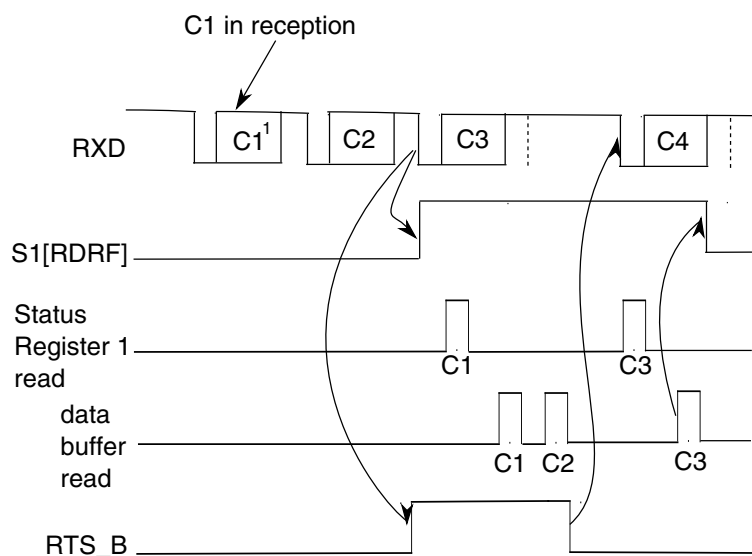 C1 in reception
RXD
C1¹
C2
C3
C4
S1[RDRF]
Status
Register 1
read
C1
C3
data
buffer
read
C1
C2
C3
RTS_B